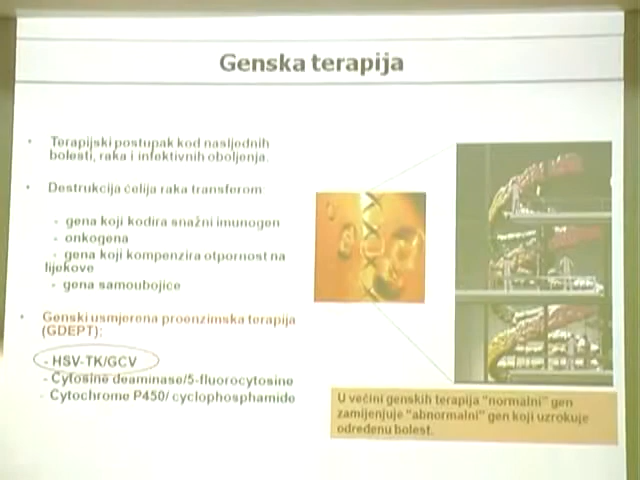 Genska terapija
• Terapijski postupak kod nasljednih
bolesti, raka i infektivnih oboljenja.
• Destrukcija ćelija raka transferom
- gena koji kodira snažni imunogen
- onkogena
- gena koji kompenzira otpornost na
lijekove
- gena samoubojice
• Genski usmjerena proenzimska terapija
(GDEPT):
- HSV-TK/GCV
- Cytosine deaminase/5-fluorocytosine
- Cytochrome P450/ cyclophosphamide
U većini genskih terapija "normalni" gen
zamijenjuje "abnormalni" gen koji uzrokuje
određenu bolest.